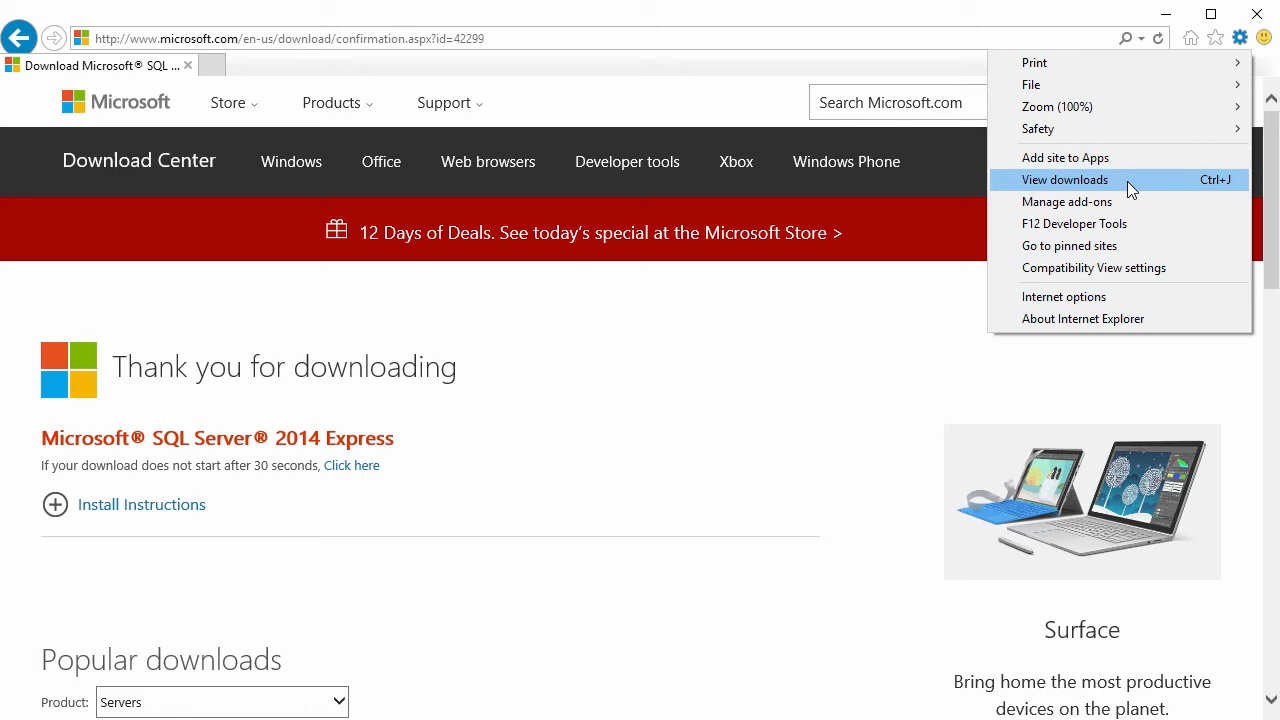 http://www.microsoft.com/en-us/download/confirmation.aspx?id=42299
Download Microsoft® SQL ...
Microsoft
Store
Products
Support
Search Microsoft.com
Download Center
Windows
Office
Web browsers
Developer tools
Xbox
Windows Phone
12 Days of Deals. See today's special at the Microsoft Store >
Print
File
Zoom (100%)
Safety
Add site to Apps
View downloads Ctrl+J
Manage add-ons
F12 Developer Tools
Go to pinned sites
Compatibility View settings
Internet options
About Internet Explorer
Thank you for downloading
Microsoft® SQL Server® 2014 Express
If your download does not start after 30 seconds, Click here
Install Instructions
Popular downloads
Product: Servers
Surface
Bring home the most productive
devices on the planet.